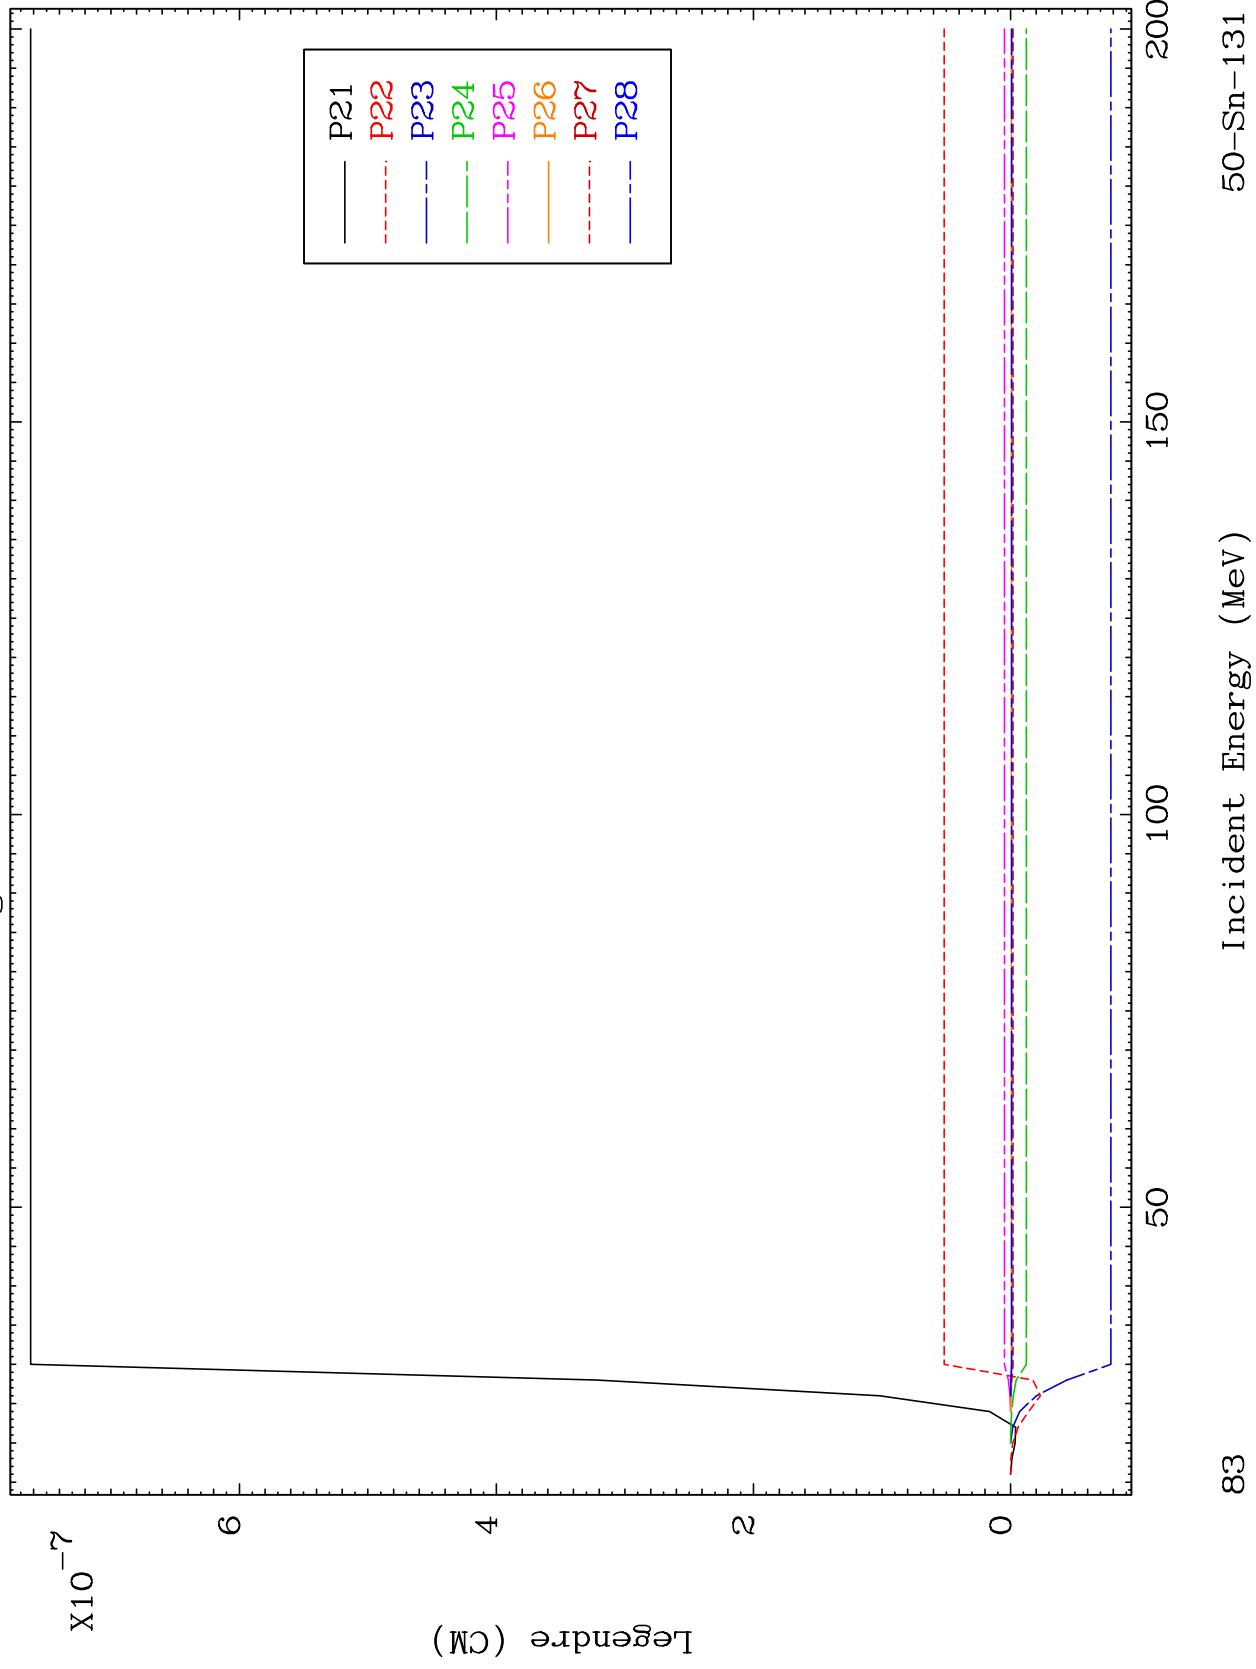 X10-7
6
4
2
0
Legendre (CM)
P21
P22
P23
P24
P25
P26
P27
P28
50
100
150
200
Incident Energy (MeV)
83
50-Sn-131